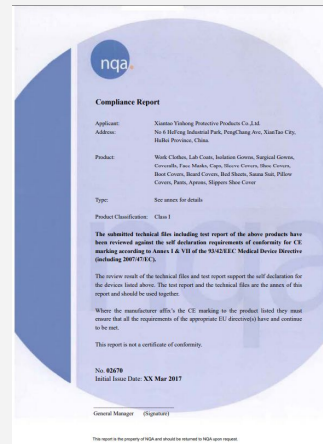 nqa.
Compliance Report
Applicant: Xiantao Yinhong Protective Products Co.,Ltd.
Address: No 6 HeFeng Industrial Park, PengChang Ave, XianTao City,
HuBei Province, China.
Product: Work Clothes, Lab Coats, Isolation Gowns, Surgical Gowns,
Coveralls, Face Masks, Caps, Sleeve Covers, Shoe Covers,
Boot Covers, Beard Covers, Bed Sheets, Sauna Suit, Pillow
Covers, Pants, Aprons, Slippers Shoe Cover
Type: See annex for details
Product Classification: Class I
The submitted technical files including test report of the above products have
been reviewed against the self declaration requirements of conformity for CE
marking according to Annex I & VII of the 93/42/EEC Medical Device Directive
(including 2007/47/EC).
The review result of the technical files and test report support the self declaration for
the devices listed above. The test report and the technical files are the annex of this
report and should be used together.
Where the manufacturer affix's the CE marking to the product listed they must
ensure that all the requirements of the appropriate EU directive(s) have and continue
to be met.
This report is not a certificate of conformity.
No. 02670
Initial Issue Date: XX Mar 2017
General Manager (Signature)
This report is the property of NQA and should be returned to NQA upon request